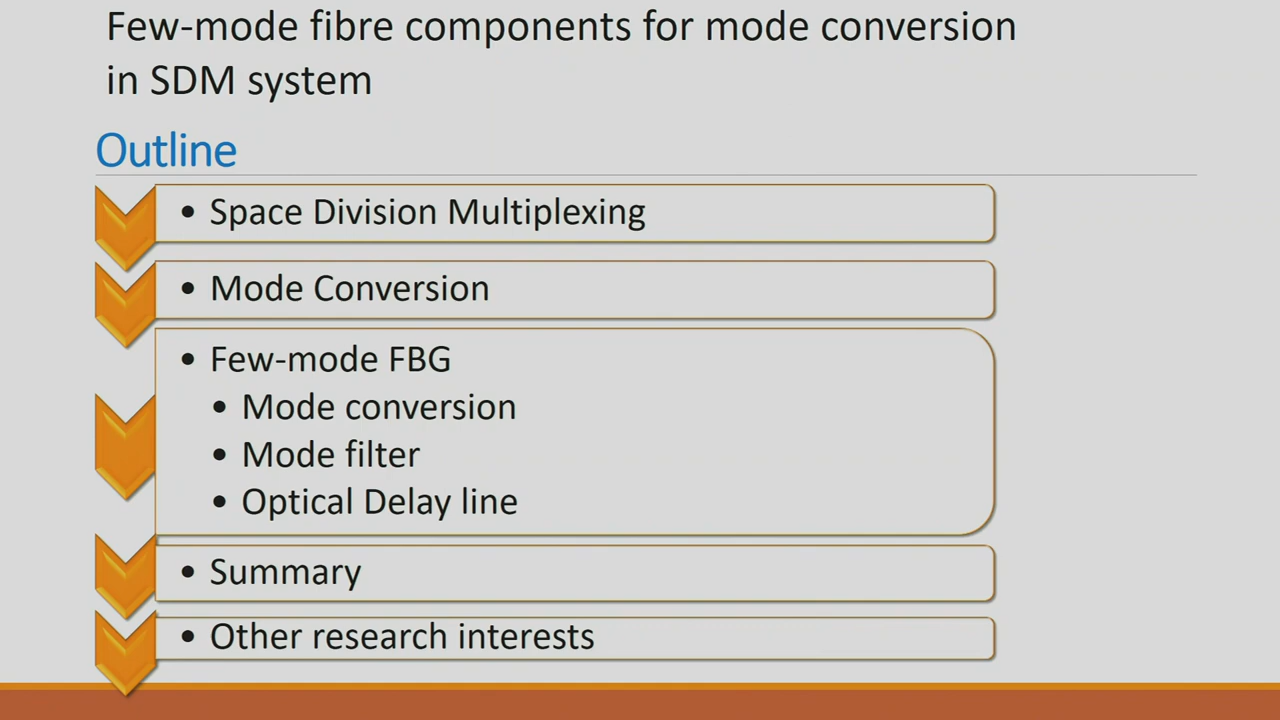 Few-mode fibre components for mode conversion
in SDM system
Outline
• Space Division Multiplexing
• Mode Conversion
• Few-mode FBG
• Mode conversion
• Mode filter
• Optical Delay line
• Summary
• Other research interests